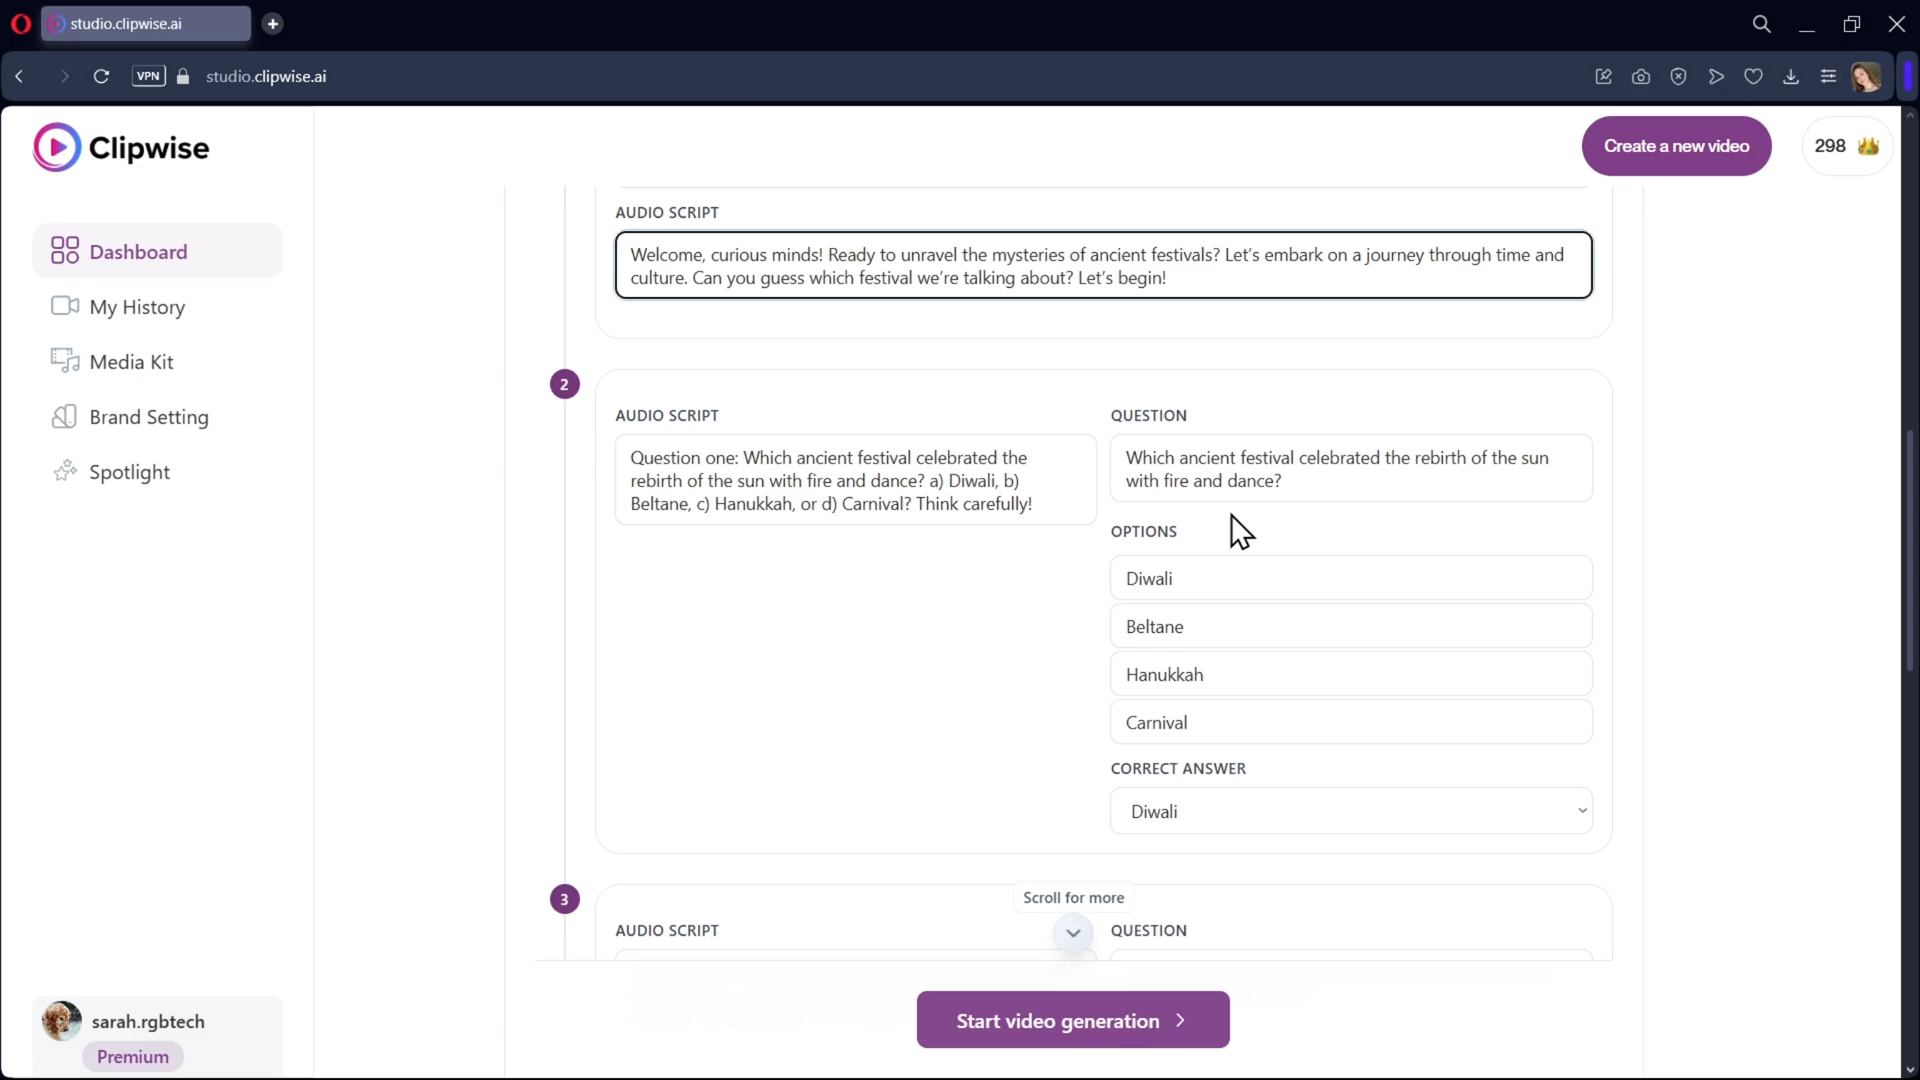 studio.clipwise.ai
VPN
studio.clipwise.ai
Clipwise
Create a new video
298
Dashboard
My History
Media Kit
Brand Setting
Spotlight
sarah.rgbtech
Premium
AUDIO SCRIPT
Welcome, curious minds! Ready to unravel the mysteries of ancient festivals? Let's embark on a journey through time and
culture. Can you guess which festival we're talking about? Let's begin!
2
AUDIO SCRIPT
Question one: Which ancient festival celebrated the
rebirth of the sun with fire and dance? a) Diwali, b)
Beltane, c) Hanukkah, or d) Carnival? Think carefully!
QUESTION
Which ancient festival celebrated the rebirth of the sun
with fire and dance?
OPTIONS
Diwali
Beltane
Hanukkah
Carnival
CORRECT ANSWER
Diwali
3
Scroll for more
AUDIO SCRIPT
QUESTION
Start video generation